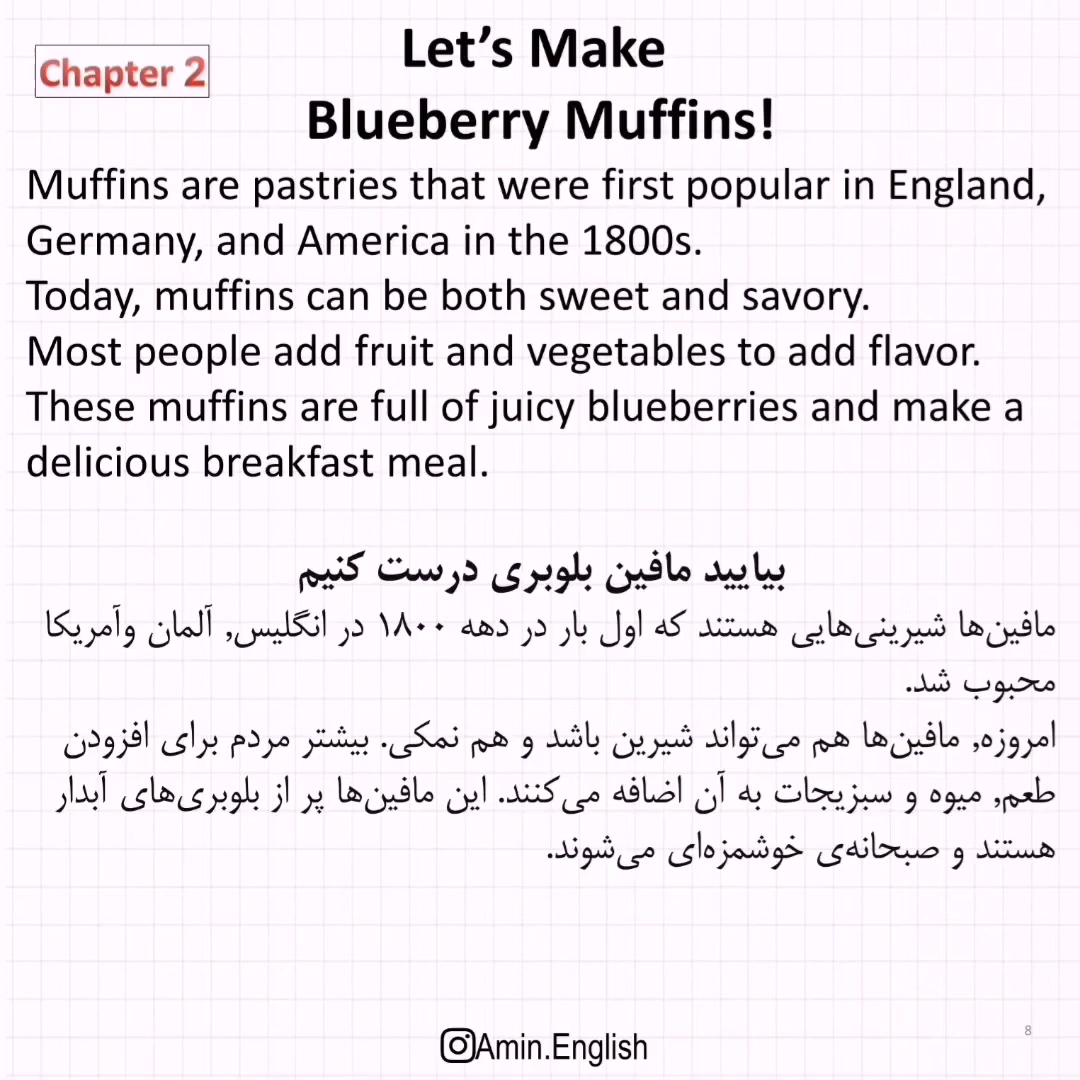 Chapter 2
Let’s Make
Blueberry Muffins!
Muffins are pastries that were first popular in England,
Germany, and America in the 1800s.
Today, muffins can be both sweet and savory.
Most people add fruit and vegetables to add flavor.
These muffins are full of juicy blueberries and make a
delicious breakfast meal.
بیایید مافین بلوبری درست کنیم
مافین‌ها شیرینی‌هایی هستند که اول بار در دهه ۱۸۰۰ در انگلیس, آلمان وآمریکا
محبوب شد.
امروزه, مافین‌ها هم می‌تواند شیرین باشد و هم نمکی. بیشتر مردم برای افزودن
طعم, میوه و سبزیجات به آن اضافه می‌کنند. این مافین‌ها پر از بلوبری‌های آبدار
هستند و صبحانه‌ی خوشمزه‌ای می‌شوند.
Amin.English
8